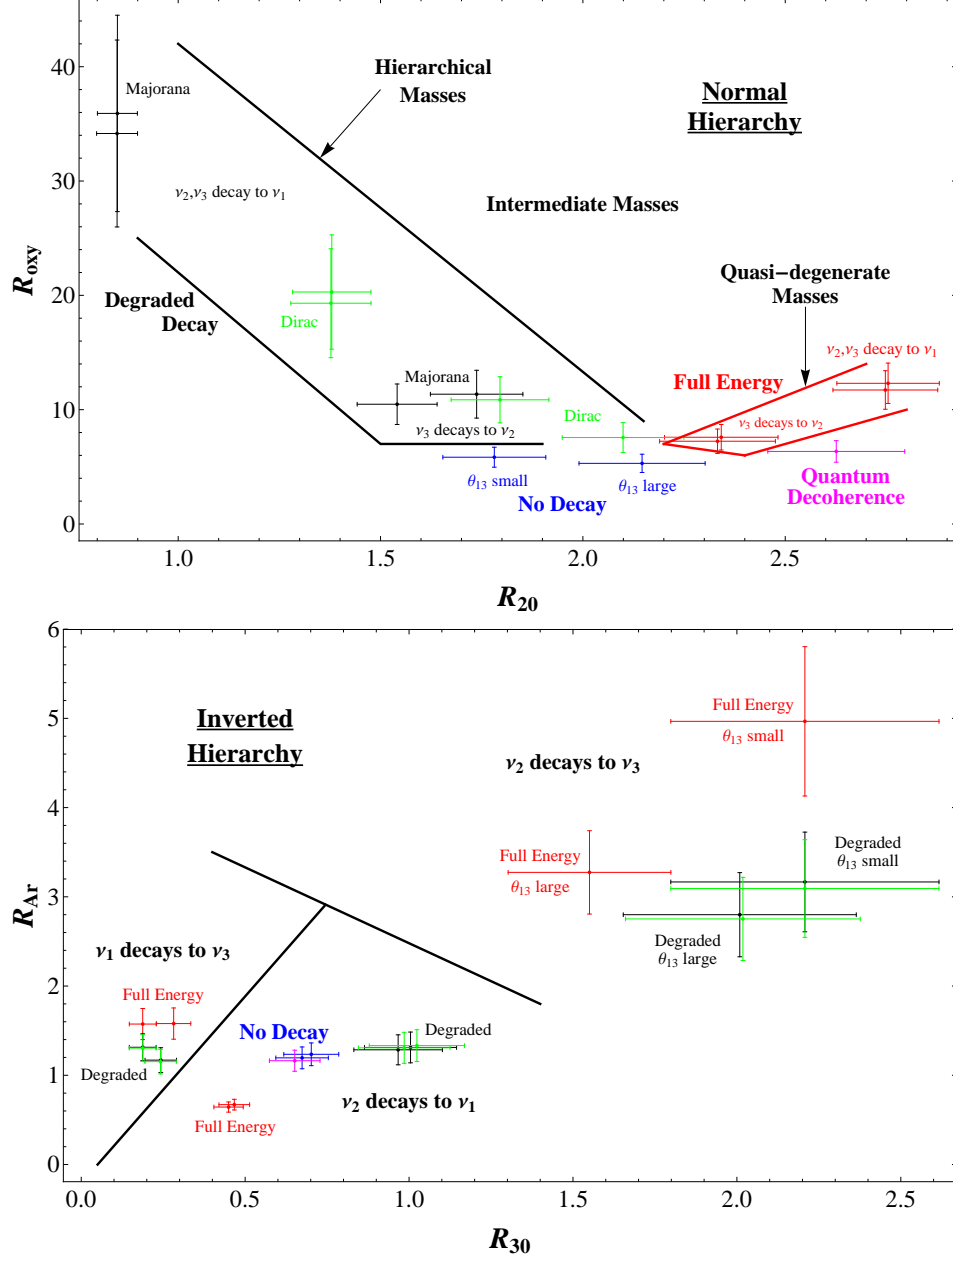 40
30
20
10
0
R_oxy
Hierarchical
Masses
Majorana
Normal
Hierarchy
ν2,ν3 decay to ν1
Intermediate Masses
Degraded
Decay
Dirac
Quasi−degenerate
Masses
ν2,ν3 decay to ν1
Full Energy
Majorana
Dirac
ν3 decays to ν2
ν3 decays to ν2
θ13 small
θ13 large
No Decay
Quantum
Decoherence
1.0 1.5 2.0 2.5
R20
6
5
4
3
2
1
0
R_Ar
Inverted
Hierarchy
Full Energy
θ13 small
ν2 decays to ν3
Full Energy
θ13 large
Degraded
θ13 small
Degraded
θ13 large
ν1 decays to ν3
Full Energy
Degraded
No Decay
Degraded
ν2 decays to ν1
Full Energy
0.0 0.5 1.0 1.5 2.0 2.5
R30